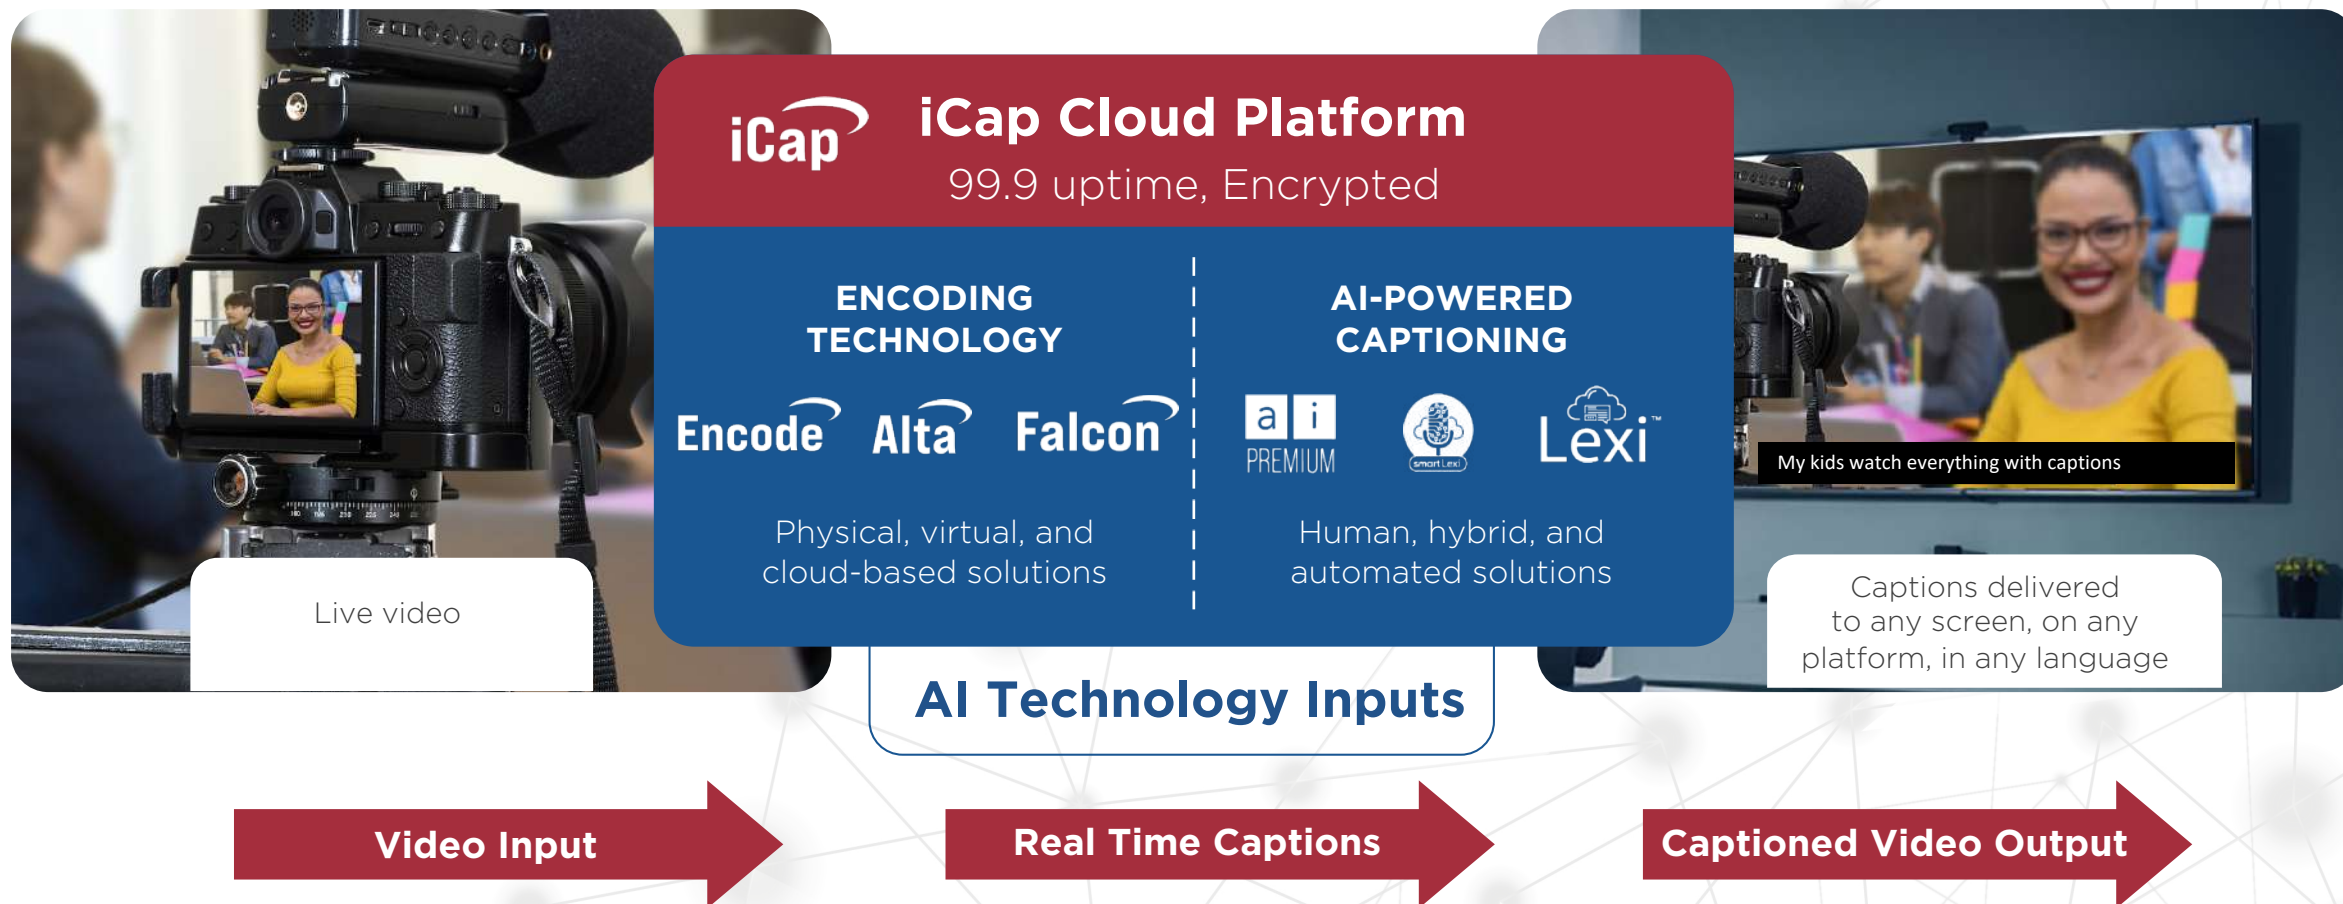 iCap
iCap Cloud Platform
99.9 uptime, Encrypted
ENCODING
TECHNOLOGY
Encode Alta Falcon
Physical, virtual, and
cloud-based solutions
AI-POWERED
CAPTIONING
ai
PREMIUM
smart Lexi
Lexi™
Human, hybrid, and
automated solutions
My kids watch everything with captions
Live video
Captions delivered
to any screen, on any
platform, in any language
AI Technology Inputs
Video Input
Real Time Captions
Captioned Video Output